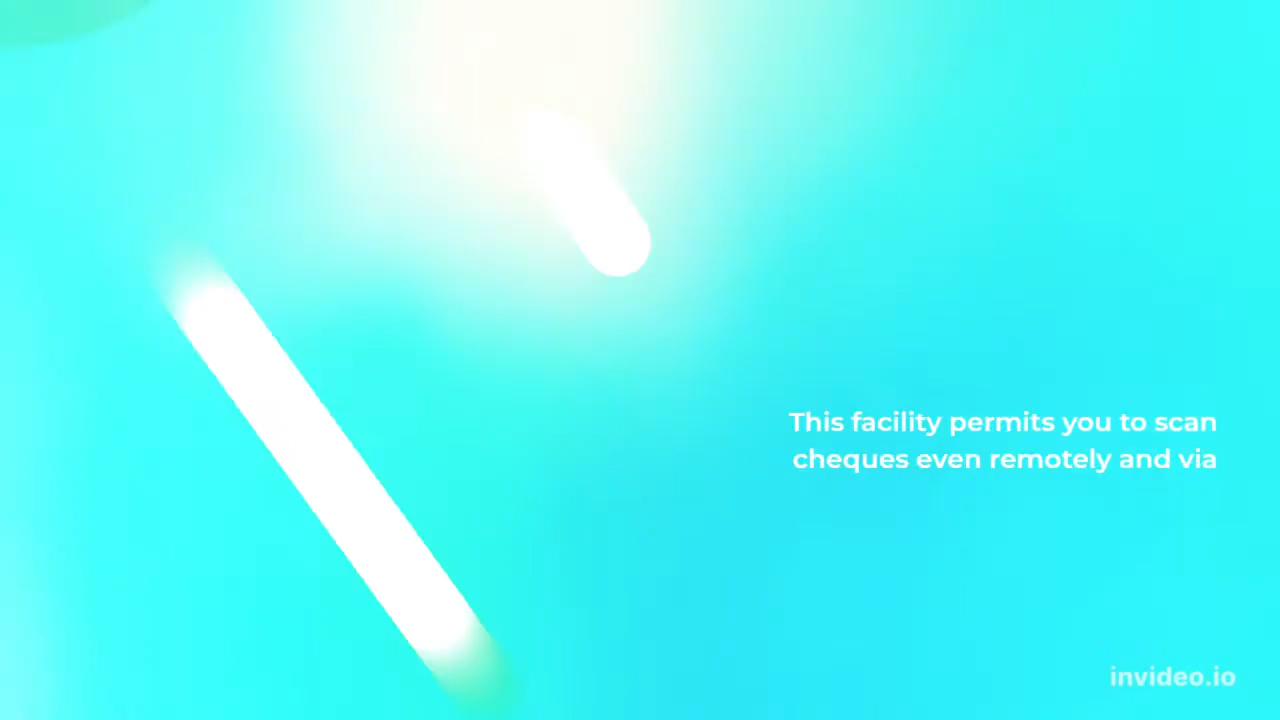 This facility permits you to scan
cheques even remotely and via
invideo.io